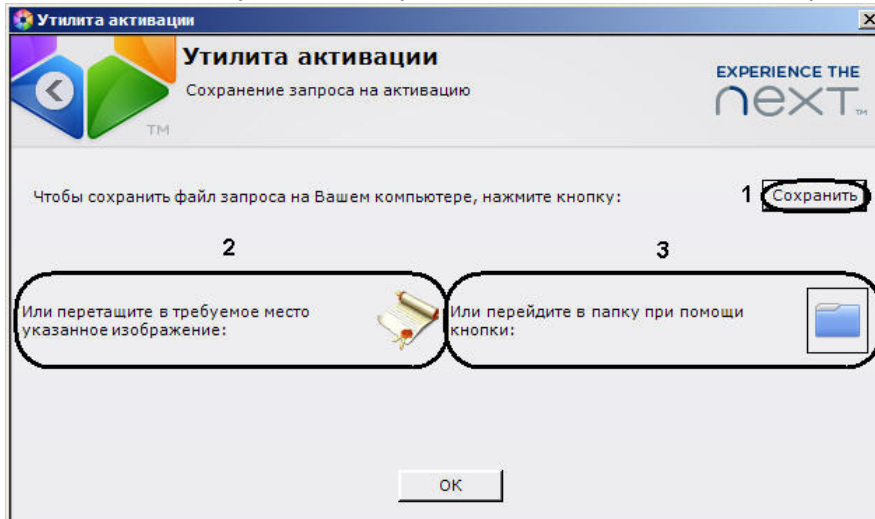 Утилита активации
Утилита активации
Сохранение запроса на активацию
EXPERIENCE THE
next™
TM
Чтобы сохранить файл запроса на Вашем компьютере, нажмите кнопку:
1 Сохранить
2
3
Или перетащите в требуемое место
указанное изображение:
Или перейдите в папку при помощи
кнопки:
OK